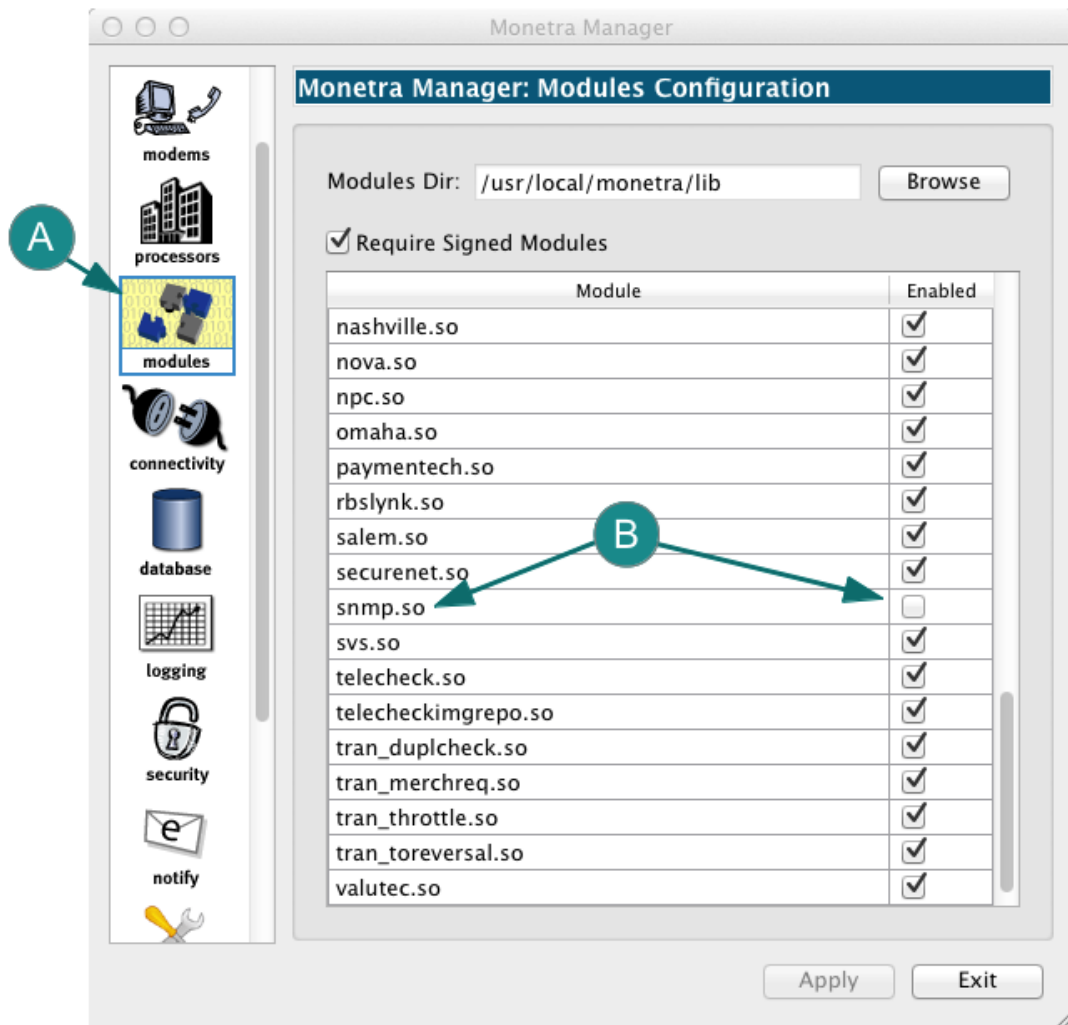 Monetra Manager
Monetra Manager: Modules Configuration
modems
processors
modules
connectivity
database
logging
security
e
notify
A
Modules Dir: /usr/local/monetra/lib Browse
Require Signed Modules
Module Enabled
nashville.so
nova.so
npc.so
omaha.so
paymentech.so
rbslynk.so
salem.so
securenet.so
snmp.so
svs.so
telecheck.so
telecheckimgrepo.so
tran_duplcheck.so
tran_merchreq.so
tran_throttle.so
tran_toreversal.so
valutec.so
B
Apply Exit